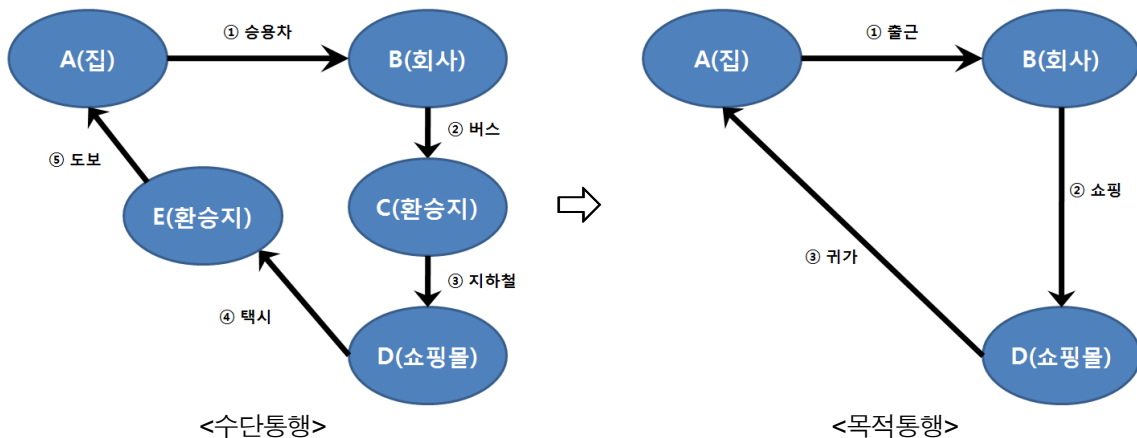 A(집)
① 승용차
B(회사)
② 버스
C(환승지)
③ 지하철
D(쇼핑몰)
④ 택시
E(환승지)
⑤ 도보
<수단통행>
A(집)
① 출근
B(회사)
② 쇼핑
D(쇼핑몰)
③ 귀가
<목적통행>